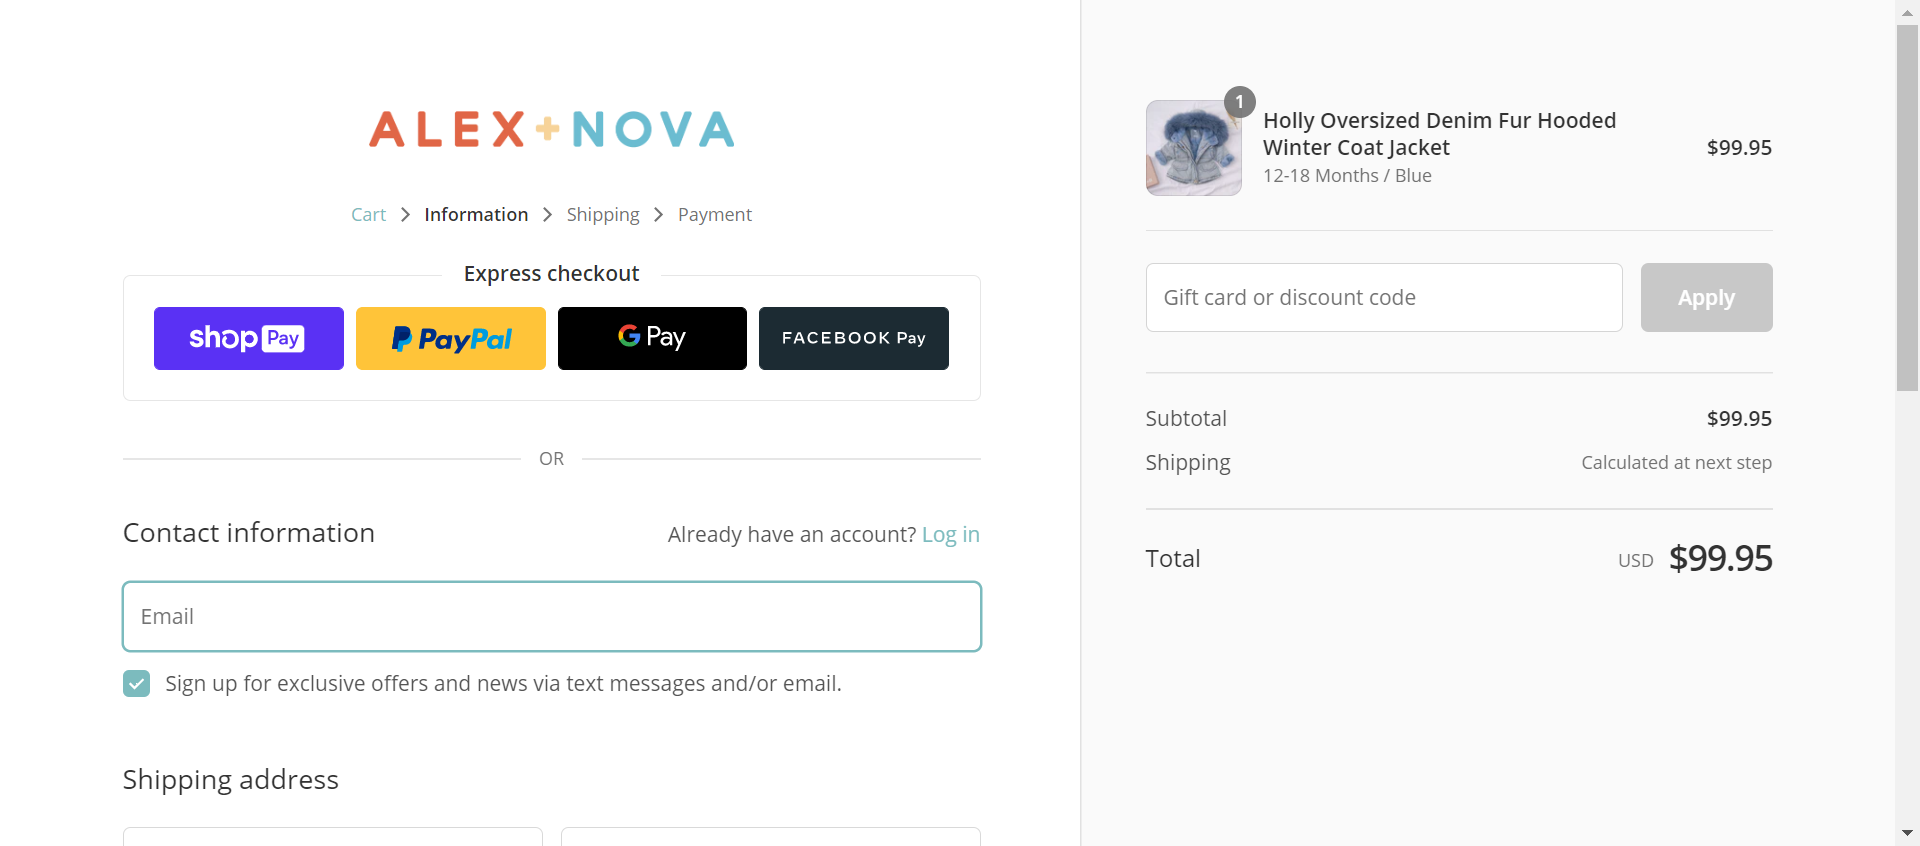 ALEX+NOVA
Cart > Information > Shipping > Payment
Express checkout
shop Pay
PayPal
G Pay
FACEBOOK Pay
OR
Contact information
Already have an account? Log in
Email
Sign up for exclusive offers and news via text messages and/or email.
Shipping address
1
Holly Oversized Denim Fur Hooded
Winter Coat Jacket
12-18 Months / Blue
$99.95
Gift card or discount code
Apply
Subtotal
$99.95
Shipping
Calculated at next step
Total
USD $99.95